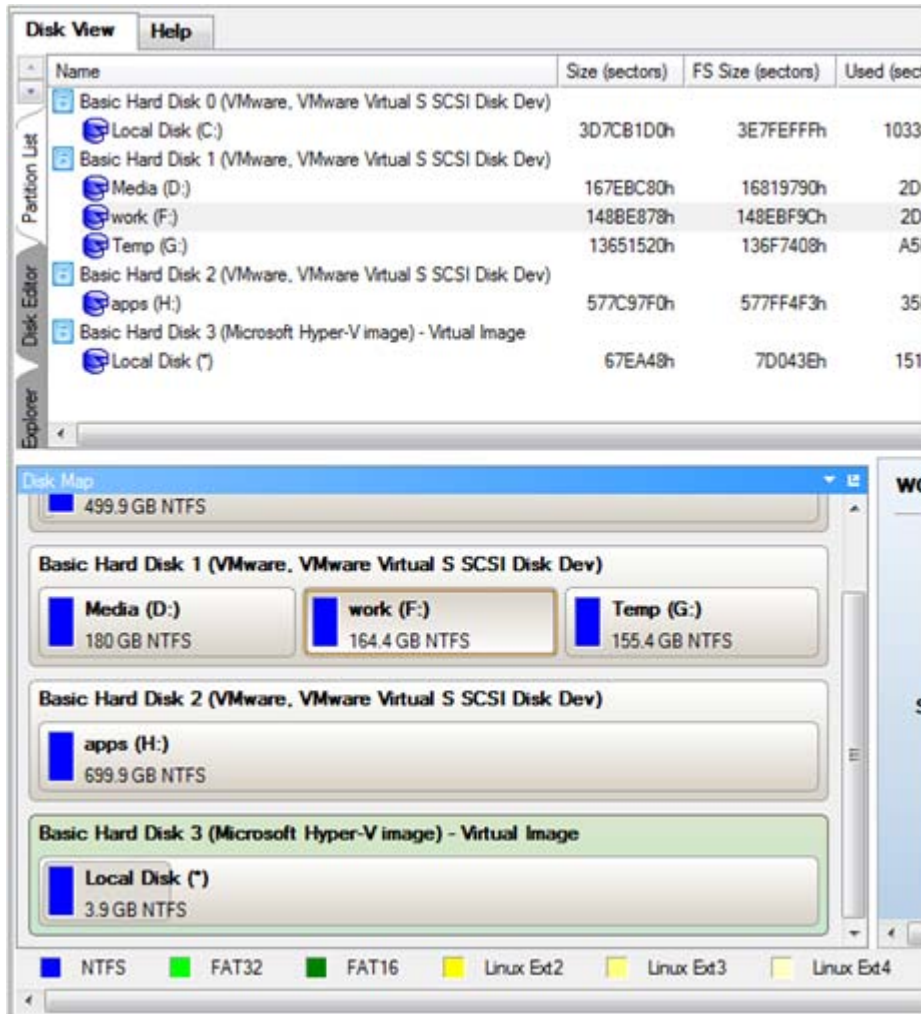 Disk View Help
Name Size (sectors) FS Size (sectors) Used (sect
Basic Hard Disk 0 (VMware, VMware Virtual S SCSI Disk Dev)
Local Disk (C:) 3D7CB1D0h 3E7FEFFFh 1033
Basic Hard Disk 1 (VMware, VMware Virtual S SCSI Disk Dev)
Media (D:) 167EBC80h 16819790h 2D
work (F:) 148BE878h 148EBF9Ch 2D
Temp (G:) 13651520h 136F7408h A5
Basic Hard Disk 2 (VMware, VMware Virtual S SCSI Disk Dev)
apps (H:) 577C97F0h 577FF4F3h 35
Basic Hard Disk 3 (Microsoft Hyper-V image) - Virtual Image
Local Disk (*) 67EA48h 7D043Eh 151
Partition List
Disk Editor
Explorer
Disk Map
499.9 GB NTFS
Basic Hard Disk 1 (VMware, VMware Virtual S SCSI Disk Dev)
Media (D:) work (F:) Temp (G:)
180 GB NTFS 164.4 GB NTFS 155.4 GB NTFS
Basic Hard Disk 2 (VMware, VMware Virtual S SCSI Disk Dev)
apps (H:)
699.9 GB NTFS
Basic Hard Disk 3 (Microsoft Hyper-V image) - Virtual Image
Local Disk (*)
3.9 GB NTFS
NTFS FAT32 FAT16 Linux Ext2 Linux Ext3 Linux Ext4